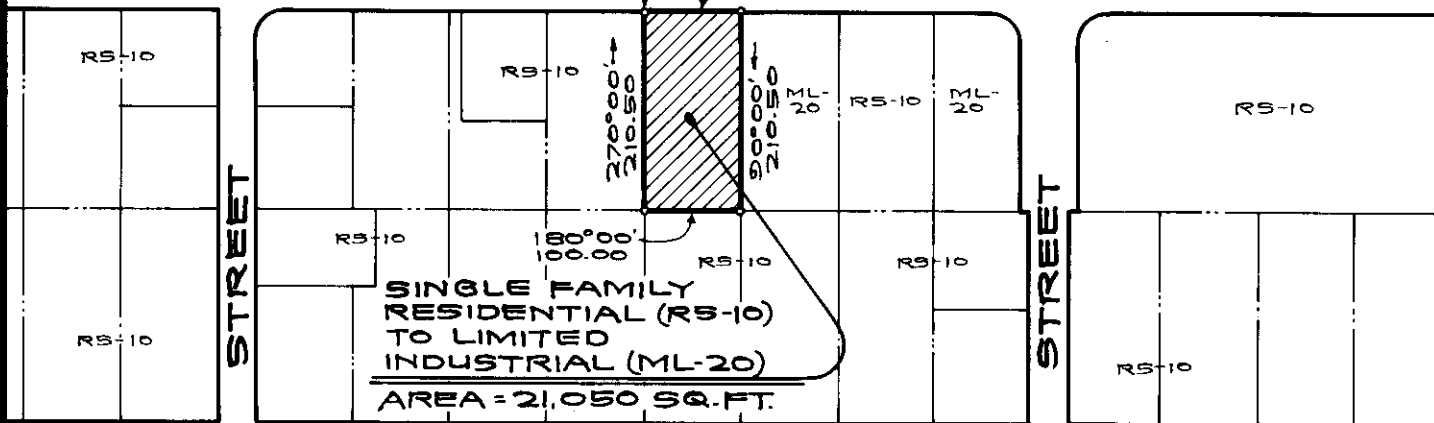 RS-10
RS-10
270°00'
210.50
90°00'
210.50
ML-
20
RS-10
ML-
20
RS-10
STREET
RS-10
180°00'
100.00
RS-10
RS-10
STREET
SINGLE FAMILY
RESIDENTIAL (RS-10)
TO LIMITED
INDUSTRIAL (ML-20)
AREA = 21,050 SQ.FT.
RS-10
RS-10